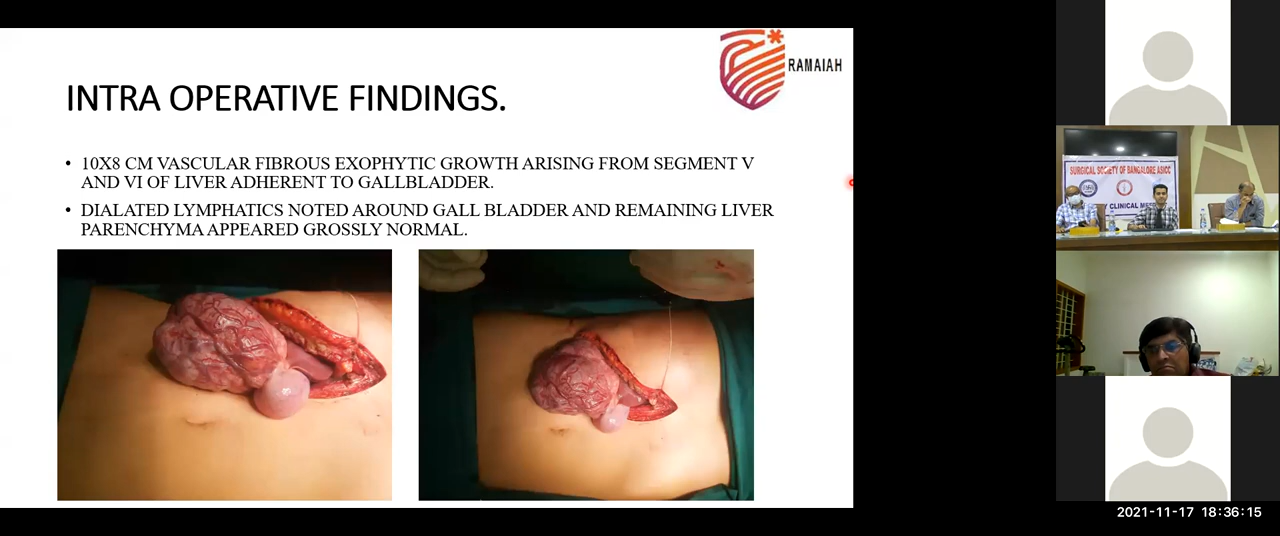 RAMAIAH
INTRA OPERATIVE FINDINGS.
• 10X8 CM VASCULAR FIBROUS EXOPHYTIC GROWTH ARISING FROM SEGMENT V
AND VI OF LIVER ADHERENT TO GALLBLADDER.
• DIALATED LYMPHATICS NOTED AROUND GALL BLADDER AND REMAINING LIVER
PARENCHYMA APPEARED GROSSLY NORMAL.
SURGICAL SOCIETY OF BANGALORE ASICC
CLINICAL
2021-11-17 18:36:15